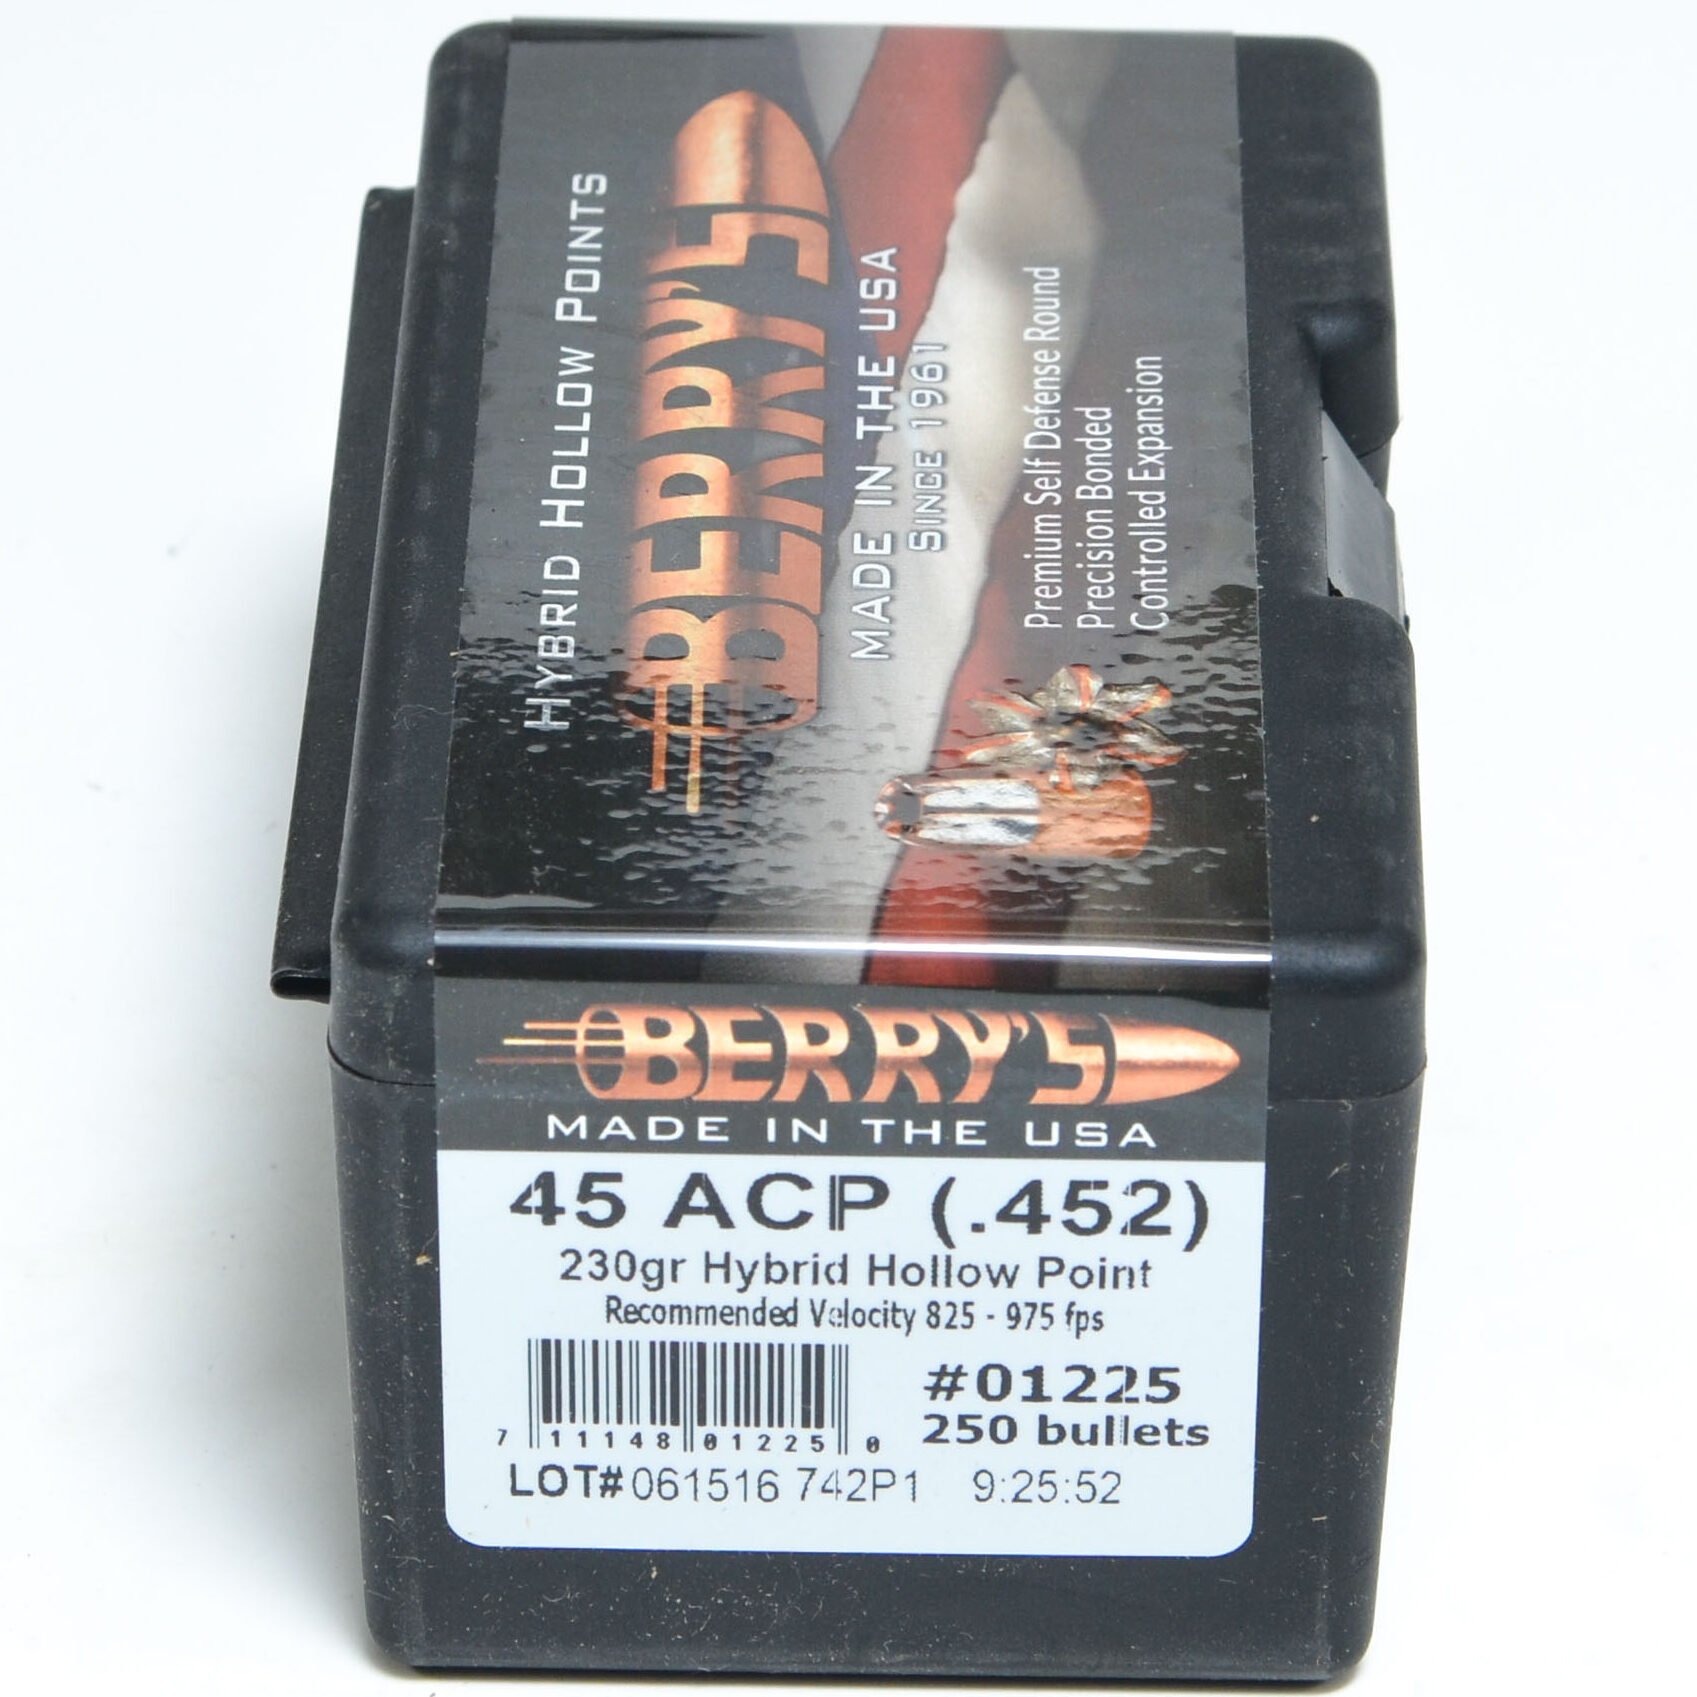 HYBRID HOLLOW POINTS
BERRY'S
MADE IN THE USA
SINCE 1961
Premium Self Defense Round
Precision Bonded
Controlled Expansion
BERRY'S
MADE IN THE USA
45 ACP (.452)
230gr Hybrid Hollow Point
Recommended Velocity 825 - 975 fps
#01225
250 bullets
7 11148 01225 0
LOT# 061516 742P1 9:25:52